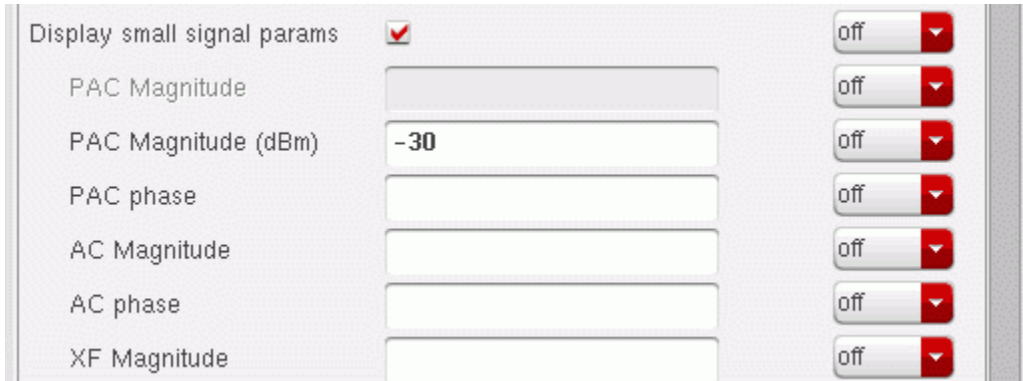 Display small signal params off
PAC Magnitude off
PAC Magnitude (dBm) -30 off
PAC phase off
AC Magnitude off
AC phase off
XF Magnitude off